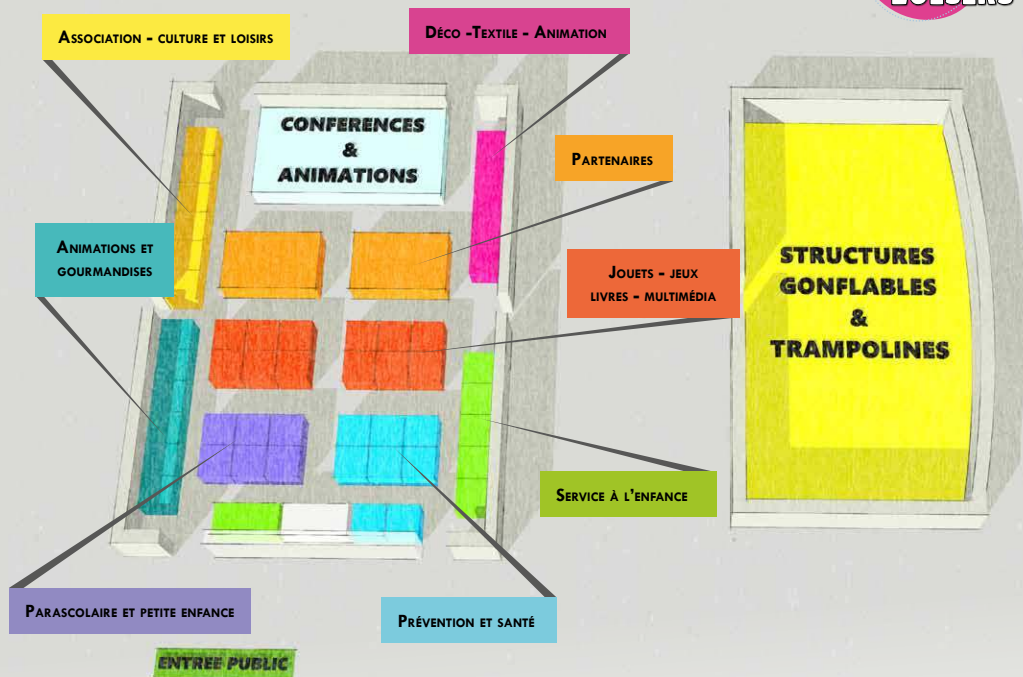 LOISIRS
Association - culture et loisirs
Déco -Textile - Animation
CONFERENCES
&
ANIMATIONS
Partenaires
Animations et
gourmandises
Jouets - jeux
livres - multimédia
STRUCTURES
GONFLABLES
&
TRAMPOLINES
Service à l'enfance
Parascolaire et petite enfance
Prévention et santé
ENTREE PUBLIC